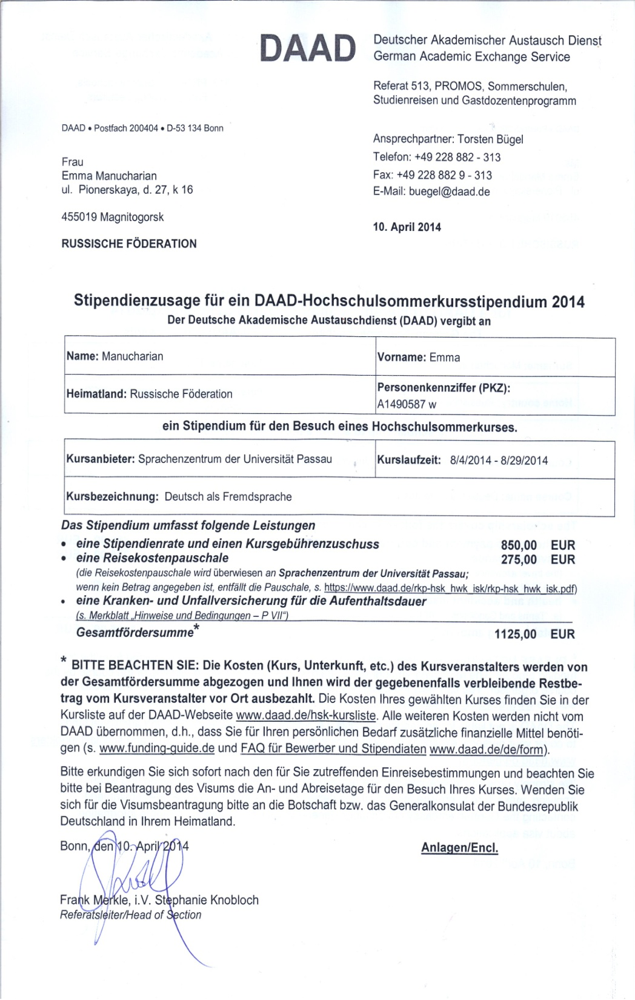 DAAD
Deutscher Akademischer Austausch Dienst
German Academic Exchange Service
Referat 513, PROMOS, Sommerschulen,
Studienreisen und Gastdozentenprogramm
DAAD • Postfach 200404 • D-53 134 Bonn
Ansprechpartner: Torsten Bügel
Telefon: +49 228 882 - 313
Fax: +49 228 882 9 - 313
E-Mail: buegel@daad.de
Frau
Emma Manucharian
ul. Pionerskaya, d. 27, k 16
455019 Magnitogorsk
10. April 2014
RUSSISCHE FÖDERATION
Stipendienzusage für ein DAAD-Hochschulsommerkursstipendium 2014
Der Deutsche Akademische Austauschdienst (DAAD) vergibt an
Name: Manucharian
Vorname: Emma
Heimatland: Russische Föderation
Personenkennziffer (PKZ):
A1490587 w
ein Stipendium für den Besuch eines Hochschulsommerkurses.
Kursanbieter: Sprachenzentrum der Universität Passau
Kurslaufzeit: 8/4/2014 - 8/29/2014
Kursbezeichnung: Deutsch als Fremdsprache
Das Stipendium umfasst folgende Leistungen
• eine Stipendienrate und einen Kursgebührenzuschuss 850,00 EUR
• eine Reisekostenpauschale 275,00 EUR
(die Reisekostenpauschale wird überwiesen an Sprachenzentrum der Universität Passau;
wenn kein Betrag angegeben ist, entfällt die Pauschale, s. https://www.daad.de/rkp-hsk_hwk_isk/rkp-hsk_hwk_isk.pdf)
• eine Kranken- und Unfallversicherung für die Aufenthaltsdauer
(s. Merkblatt „Hinweise und Bedingungen – P VII“)
Gesamtfördersumme* 1125,00 EUR
* BITTE BEACHTEN SIE: Die Kosten (Kurs, Unterkunft, etc.) des Kursveranstalters werden von
der Gesamtfördersumme abgezogen und Ihnen wird der gegebenenfalls verbleibende Restbe-
trag vom Kursveranstalter vor Ort ausbezahlt. Die Kosten Ihres gewählten Kurses finden Sie in der
Kursliste auf der DAAD-Webseite www.daad.de/hsk-kursliste. Alle weiteren Kosten werden nicht vom
DAAD übernommen, d.h., dass Sie für Ihren persönlichen Bedarf zusätzliche finanzielle Mittel benöti-
gen (s. www.funding-guide.de und FAQ für Bewerber und Stipendiaten www.daad.de/de/form).
Bitte erkundigen Sie sich sofort nach den für Sie zutreffenden Einreisebestimmungen und beachten Sie
bitte bei Beantragung des Visums die An- und Abreisetage für den Besuch Ihres Kurses. Wenden Sie
sich für die Visumsbeantragung bitte an die Botschaft bzw. das Generalkonsulat der Bundesrepublik
Deutschland in Ihrem Heimatland.
Bonn, den 10. April 2014
Anlagen/Encl.
Frank Merkle, i.V. Stephanie Knobloch
Referatsleiter/Head of Section